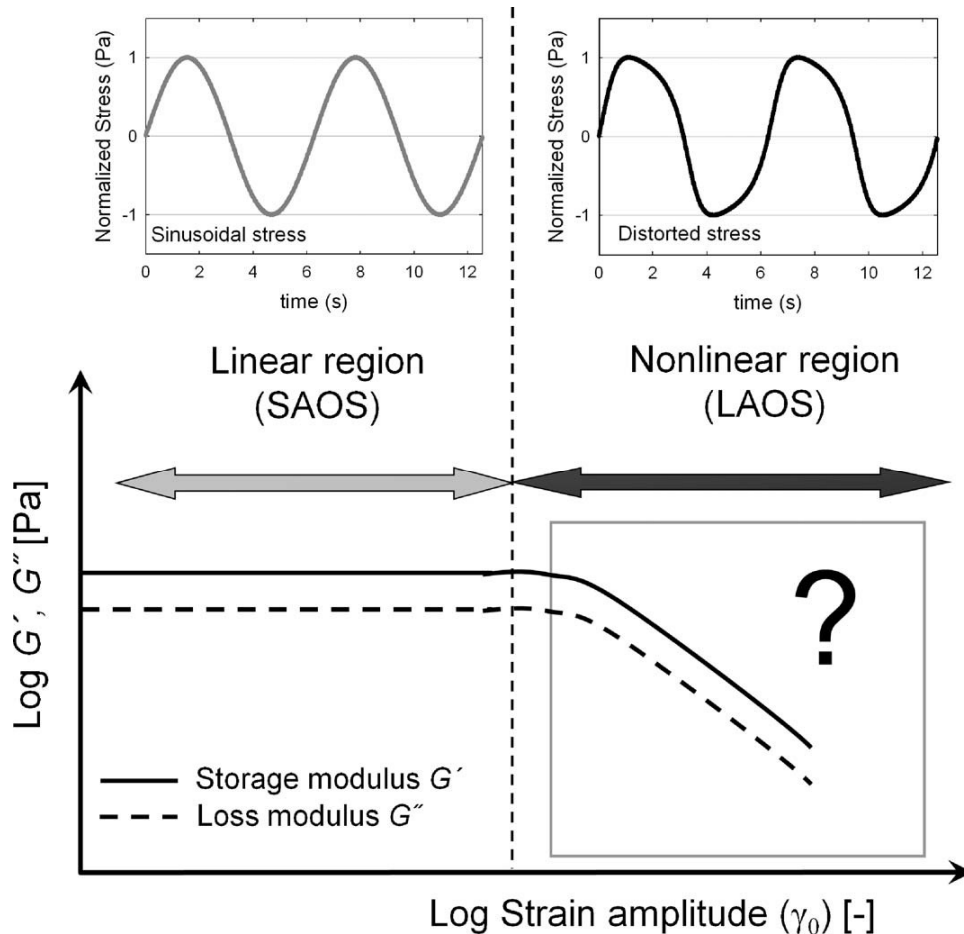 Normalized Stress (Pa)
1
0
-1
Sinusoidal stress
0 2 4 6 8 10 12
time (s)
Normalized Stress (Pa)
1
0
-1
Distorted stress
0 2 4 6 8 10 12
time (s)
Linear region
(SAOS)
Nonlinear region
(LAOS)
Log G′, G″ [Pa]
?
Storage modulus G′
Loss modulus G″
Log Strain amplitude (γ₀) [-]